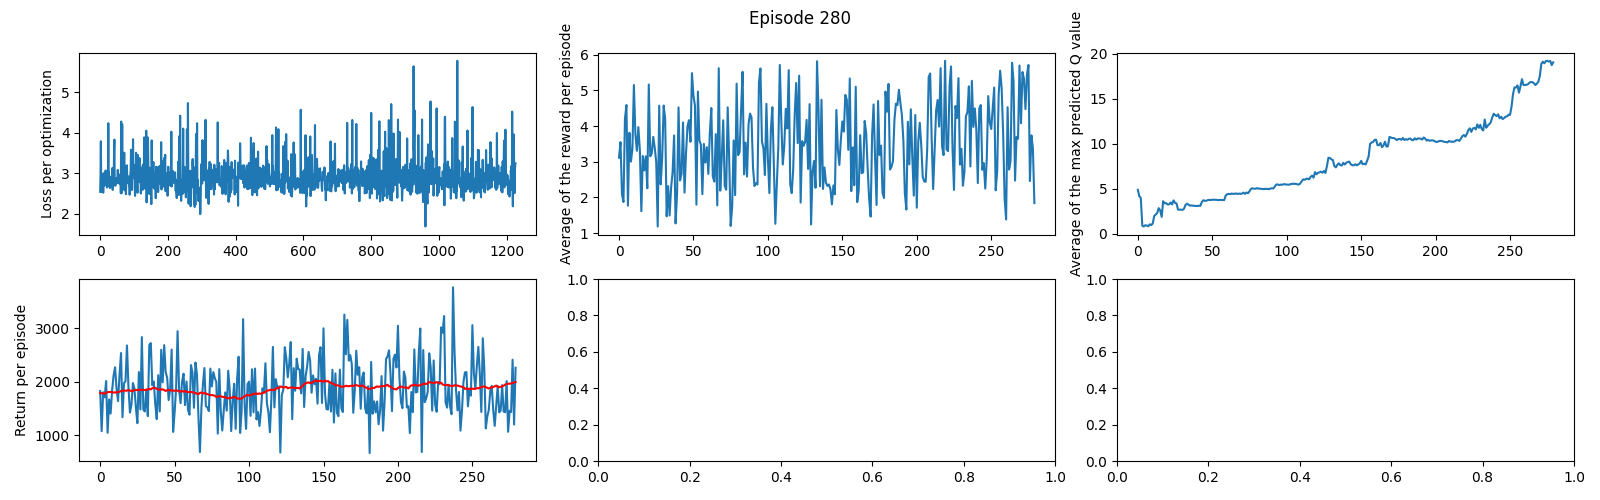 Episode 280
Loss per optimization
5
4
3
2
0 200 400 600 800 1000 1200
Average of the reward per episode
6
5
4
3
2
1
0 50 100 150 200 250
Average of the max predicted Q value
20
15
10
5
0
0 50 100 150 200 250
Return per episode
3000
2000
1000
0 50 100 150 200 250
1.0
0.8
0.6
0.4
0.2
0.0
0.0 0.2 0.4 0.6 0.8 1.0
1.0
0.8
0.6
0.4
0.2
0.0
0.0 0.2 0.4 0.6 0.8 1.0